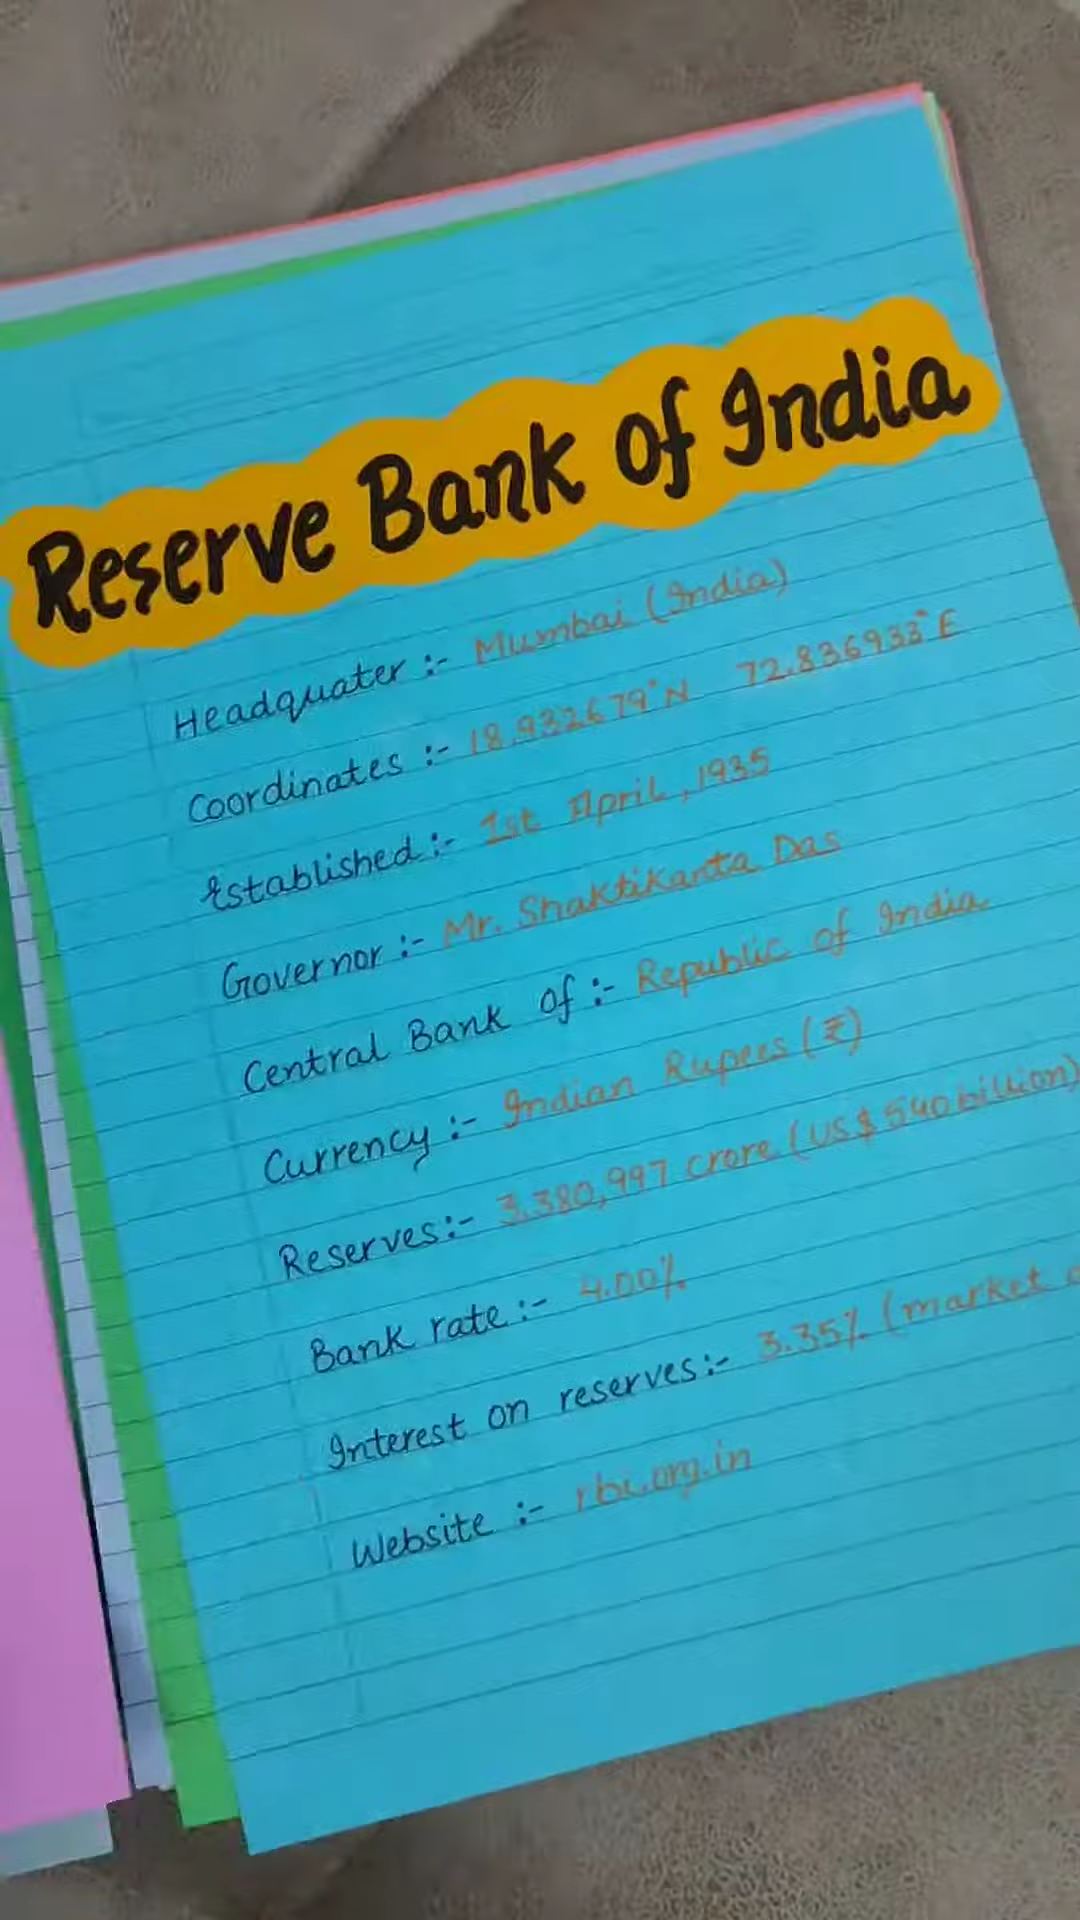 Reserve Bank of India
Headquater :- Mumbai (India)
Coordinates :- 18.932679°N 72.836933°E
Established :- 1st April, 1935
Governor :- Mr. Shaktikanta Das
Central Bank of :- Republic of India
Currency :- Indian Rupees (₹)
Reserves:- 3.380,997 crore (US $ 540 billion)
Bank rate :- 4.00%
Interest on reserves:- 3.35% (market
Website :- rbi.org.in